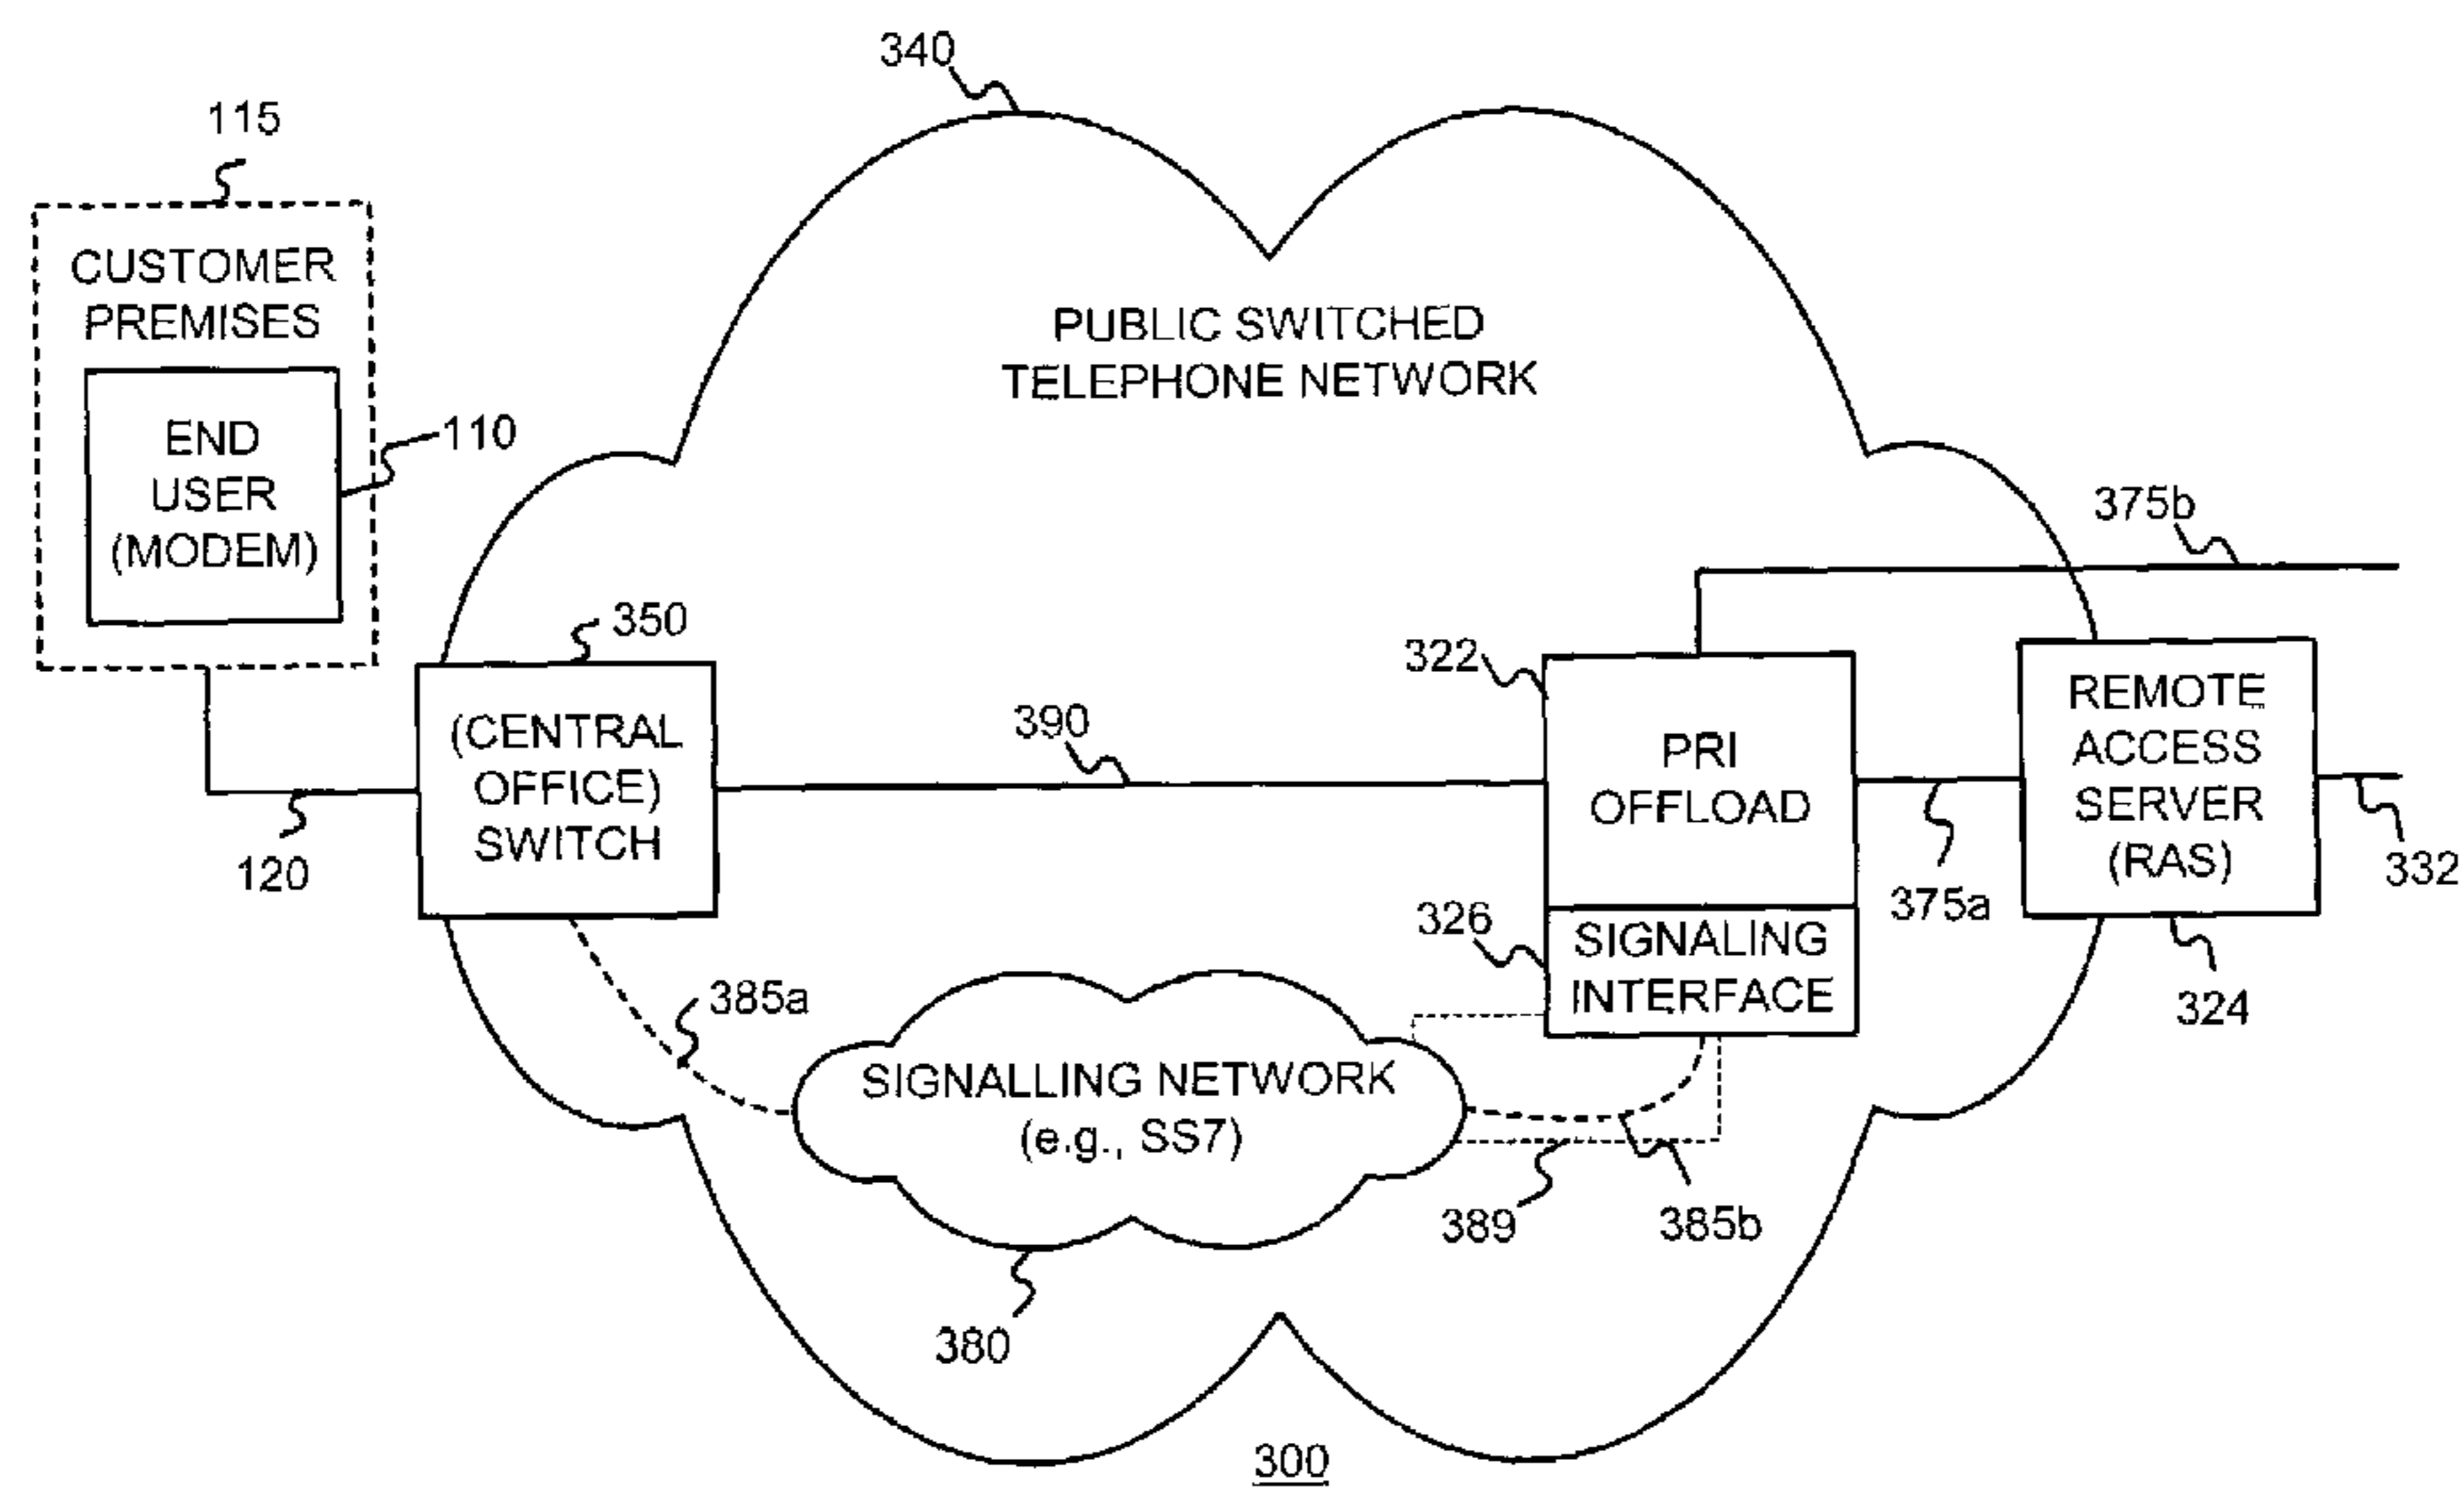 340
115
CUSTOMER
PREMISES
END
USER
(MODEM)
110
PUBLIC SWITCHED
TELEPHONE NETWORK
375b
350
(CENTRAL
OFFICE)
SWITCH
120
390
322
PRI
OFFLOAD
326
SIGNALING
INTERFACE
375a
REMOTE
ACCESS
SERVER
(RAS)
332
324
385a
SIGNALLING NETWORK
(e.g., SS7)
389
385b
380
300